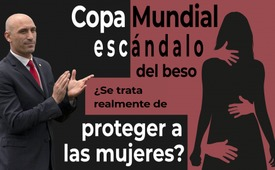 Copa Mundial
escándalo
del beso
¿Se trata
realmente de
proteger a
las mujeres?